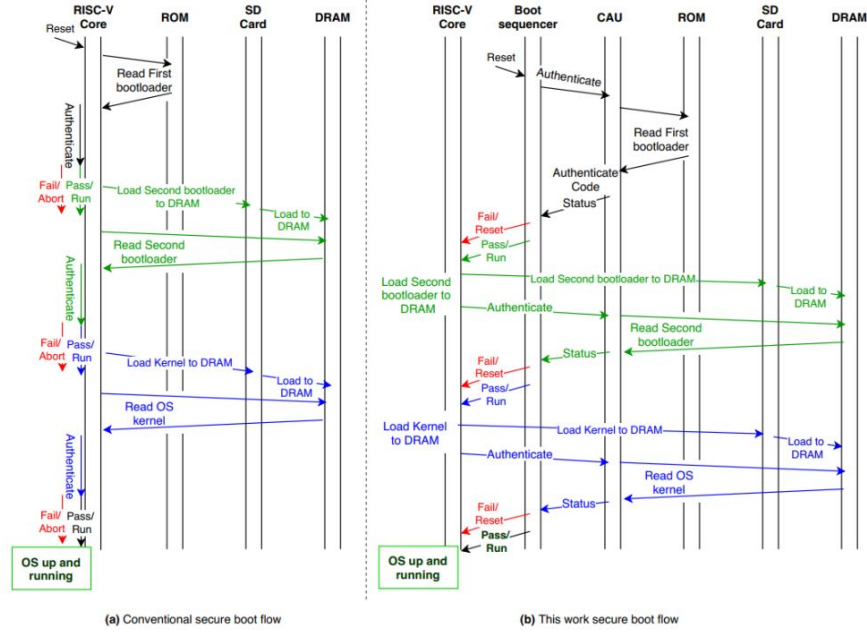 RISC-V
Core
ROM
SD
Card
DRAM
Reset
Read First
bootloader
Authenticate
Fail/
Abort
Pass/
Run
Load Second bootloader
to DRAM
Load to
DRAM
Read Second
bootloader
Authenticate
Fail/
Abort
Pass/
Run
Load Kernel to DRAM
Load to
DRAM
Read OS
kernel
Authenticate
Fail/
Abort
Pass/
Run
OS up and
running
(a) Conventional secure boot flow
RISC-V
Core
Boot
sequencer
CAU
ROM
SD
Card
DRAM
Reset
Authenticate
Read First
bootloader
Authenticate
Code
Status
Fail/
Reset
Pass/
Run
Load Second
bootloader to
DRAM
Load Second bootloader to DRAM
Load to
DRAM
Authenticate
Read Second
bootloader
Status
Fail/
Reset
Pass/
Run
Load Kernel
to DRAM
Load Kernel to DRAM
Load to
DRAM
Authenticate
Read OS
kernel
Status
Fail/
Reset
Pass/
Run
OS up and
running
(b) This work secure boot flow